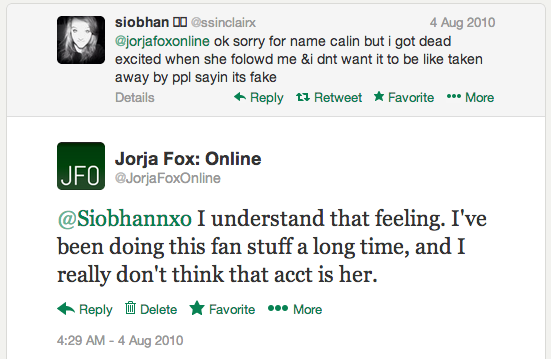 siobhan @ssinclairx 4 Aug 2010
@jorjafoxonline ok sorry for name calin but i got dead
excited when she folowd me &i dnt want it to be like taken
away by ppl sayin its fake
Details Reply Retweet Favorite More
JFO
Jorja Fox: Online
@JorjaFoxOnline
@Siobhannxo I understand that feeling. I've
been doing this fan stuff a long time, and I
really don't think that acct is her.
Reply Delete Favorite More
4:29 AM - 4 Aug 2010